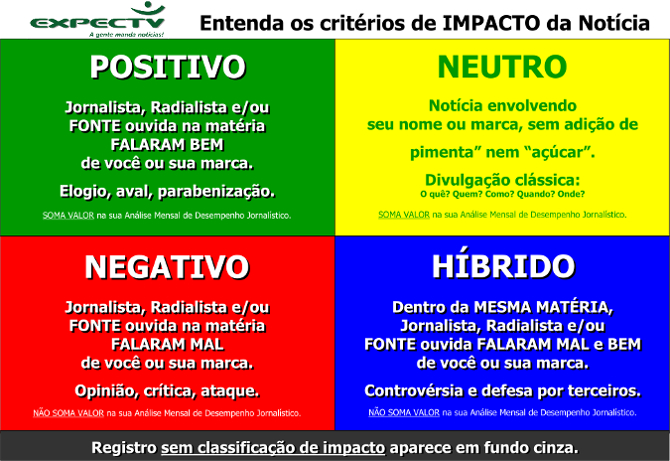 EXPECTV
A gente manda notícias!
Entenda os critérios de IMPACTO da Notícia
POSITIVO
Jornalista, Radialista e/ou
FONTE ouvida na matéria
FALARAM BEM
de você ou sua marca.
Elogio, aval, parabenização.
SOMA VALOR na sua Análise Mensal de Desempenho Jornalístico.
NEUTRO
Notícia envolvendo
seu nome ou marca, sem adição de
pimenta” nem “açúcar”.
Divulgação clássica:
O quê? Quem? Como? Quando? Onde?
SOMA VALOR na sua Análise Mensal de Desempenho Jornalístico.
NEGATIVO
Jornalista, Radialista e/ou
FONTE ouvida na matéria
FALARAM MAL
de você ou sua marca.
Opinião, crítica, ataque.
NÃO SOMA VALOR na sua Análise Mensal de Desempenho Jornalístico.
HÍBRIDO
Dentro da MESMA MATÉRIA,
Jornalista, Radialista e/ou
FONTE ouvida FALARAM MAL e BEM
de você ou sua marca.
Controvérsia e defesa por terceiros.
NÃO SOMA VALOR na sua Análise Mensal de Desempenho Jornalístico.
Registro sem classificação de impacto aparece em fundo cinza.